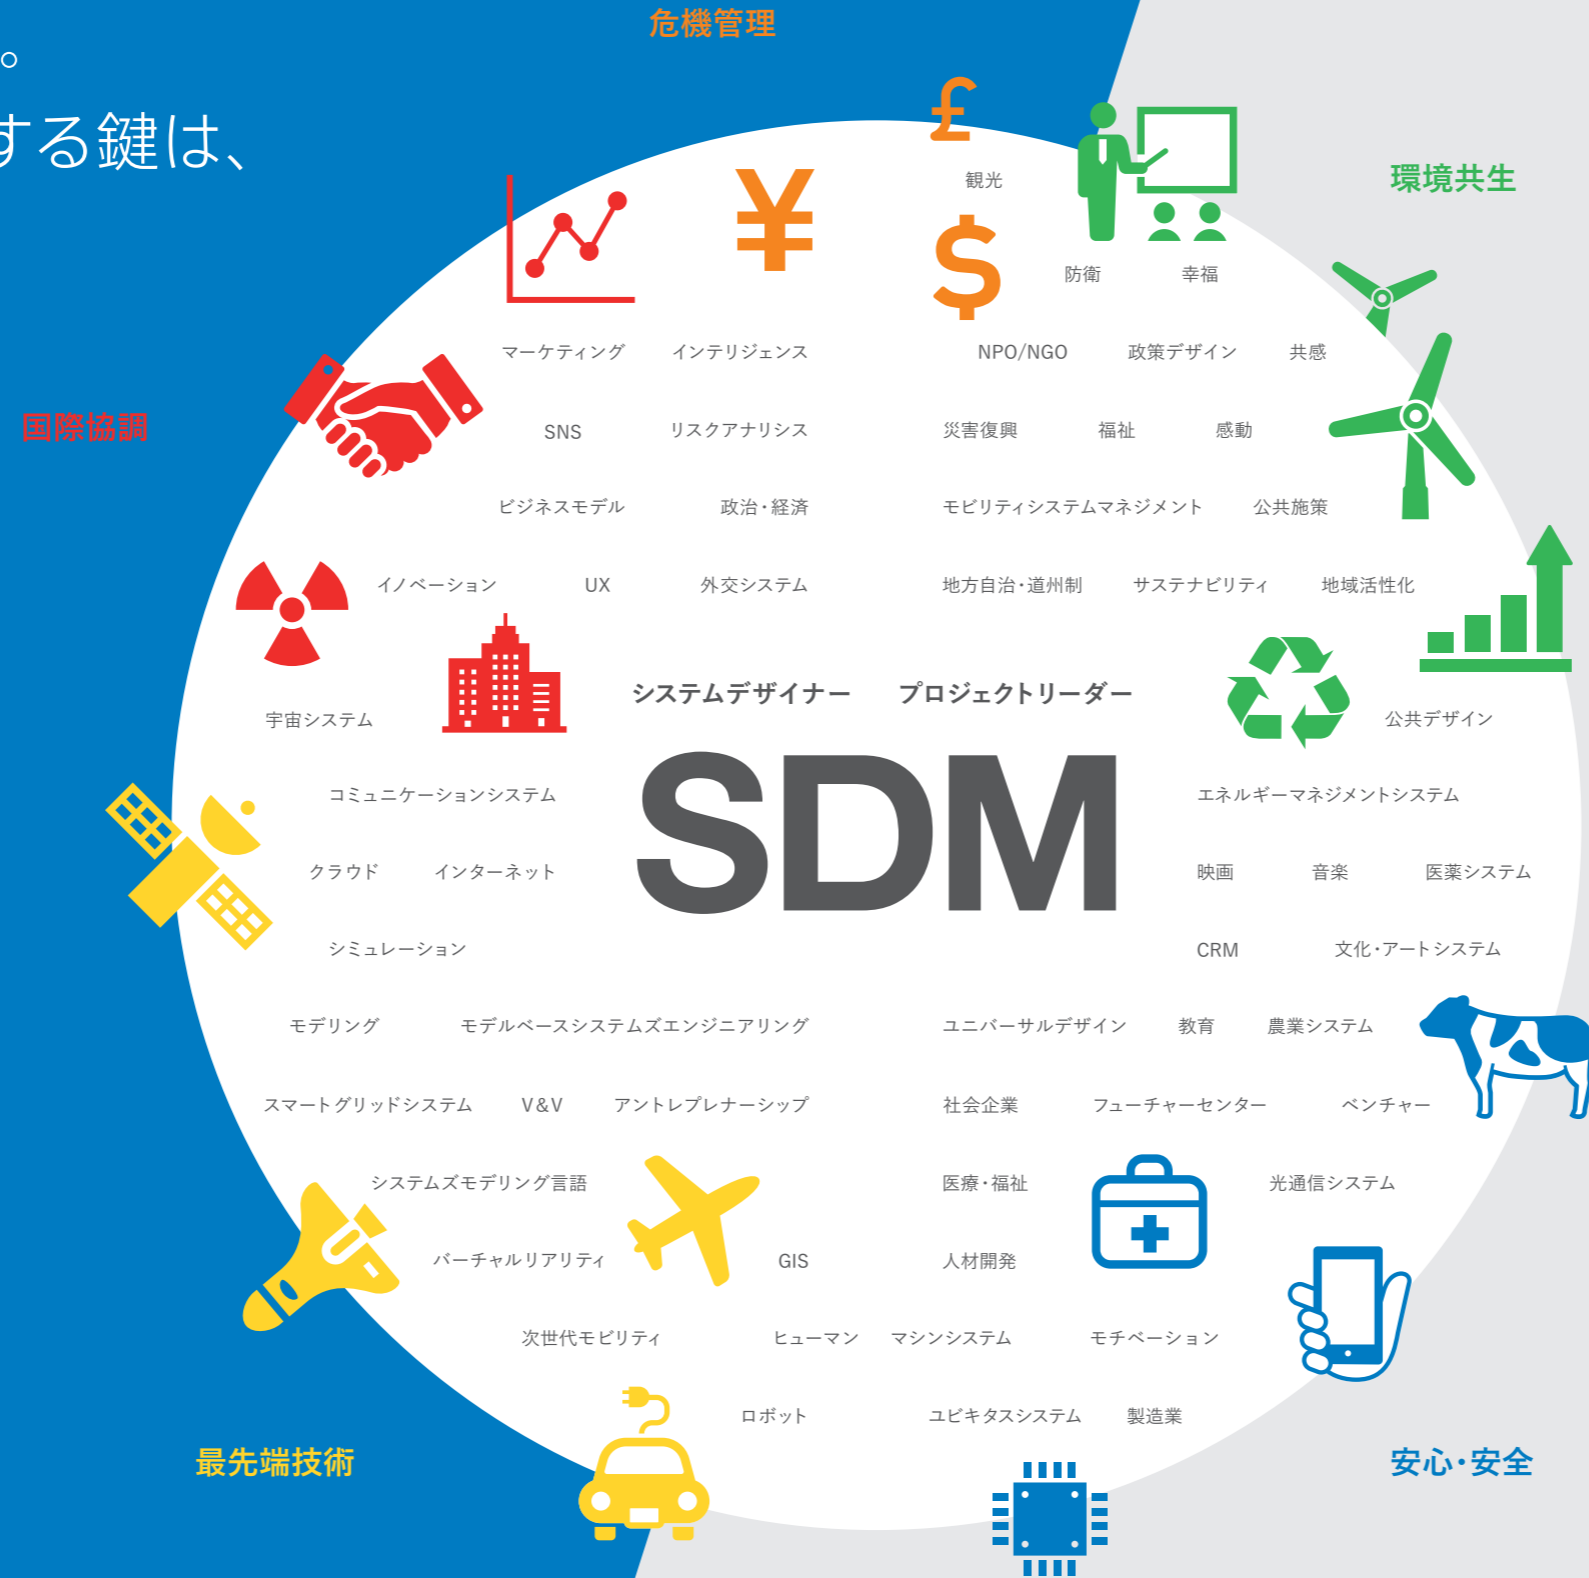 危機管理
。
する鍵は、
観光
環境共生
防衛 幸福
マーケティング インテリジェンス NPO/NGO 政策デザイン 共感
国際協調
SNS リスクアナリシス 災害復興 福祉 感動
ビジネスモデル 政治・経済 モビリティシステムマネジメント 公共施策
イノベーション UX 外交システム 地方自治・道州制 サステナビリティ 地域活性化
システムデザイナー プロジェクトリーダー
宇宙システム 公共デザイン
SDM
コミュニケーションシステム エネルギーマネジメントシステム
クラウド インターネット 映画 音楽 医薬システム
シミュレーション CRM 文化・アートシステム
モデリング モデルベースシステムズエンジニアリング ユニバーサルデザイン 教育 農業システム
スマートグリッドシステム V&V アントレプレナーシップ 社会企業 フューチャーセンター ベンチャー
システムズモデリング言語 医療・福祉 光通信システム
バーチャルリアリティ GIS 人材開発
次世代モビリティ ヒューマン マシンシステム モチベーション
ロボット ユビキタスシステム 製造業
最先端技術 安心・安全